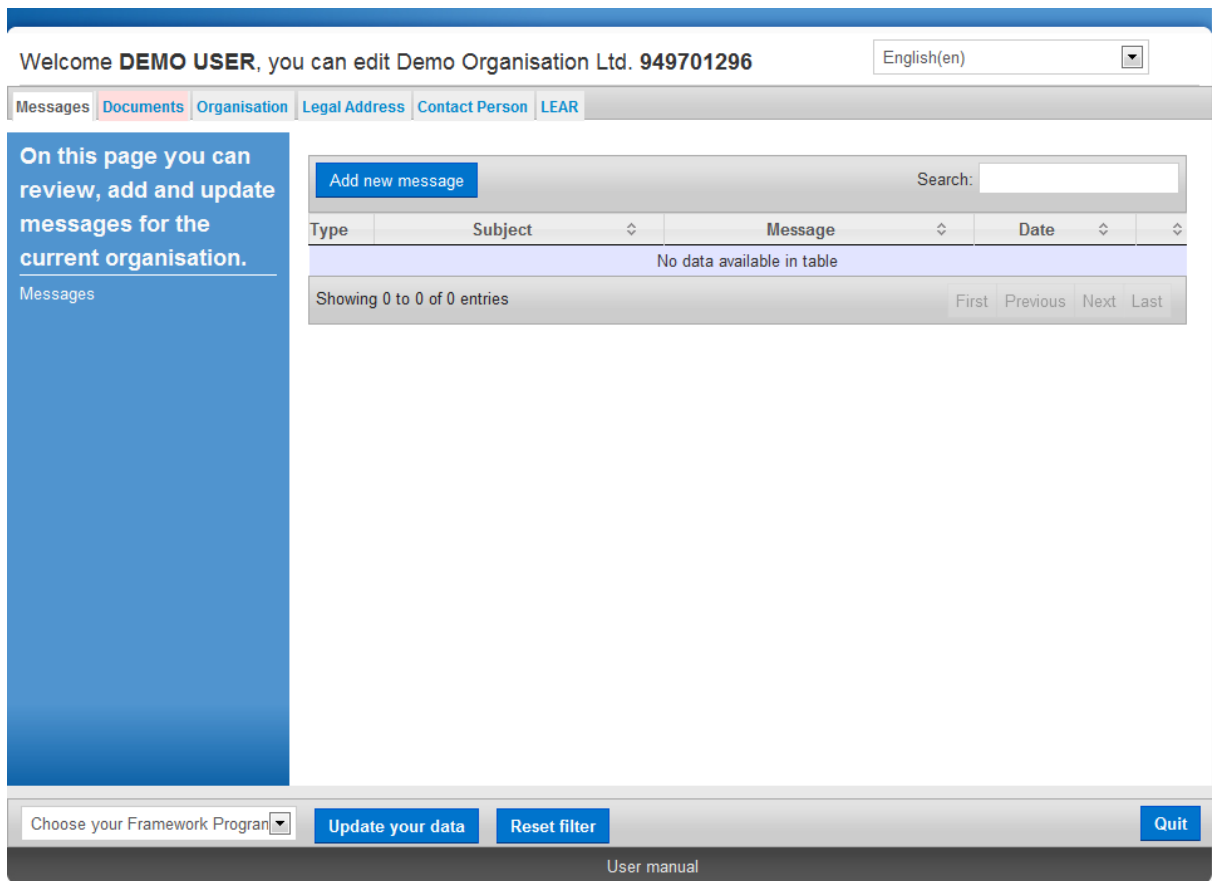 Welcome DEMO USER, you can edit Demo Organisation Ltd. 949701296
English(en)
Messages Documents Organisation Legal Address Contact Person LEAR
On this page you can
review, add and update
messages for the
current organisation.
Messages
Add new message
Search:
Type Subject Message Date
No data available in table
Showing 0 to 0 of 0 entries
First Previous Next Last
Choose your Framework Progran
Update your data
Reset filter
Quit
User manual